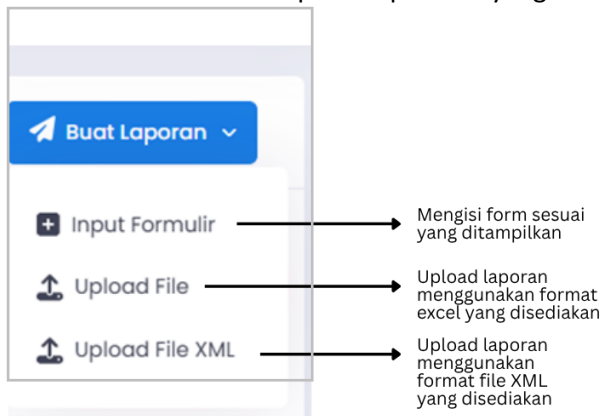 Buat Laporan
Input Formulir
Mengisi form sesuai
yang ditampilkan
Upload File
Upload laporan
menggunakan format
excel yang disediakan
Upload File XML
Upload laporan
menggunakan
format file XML
yang disediakan